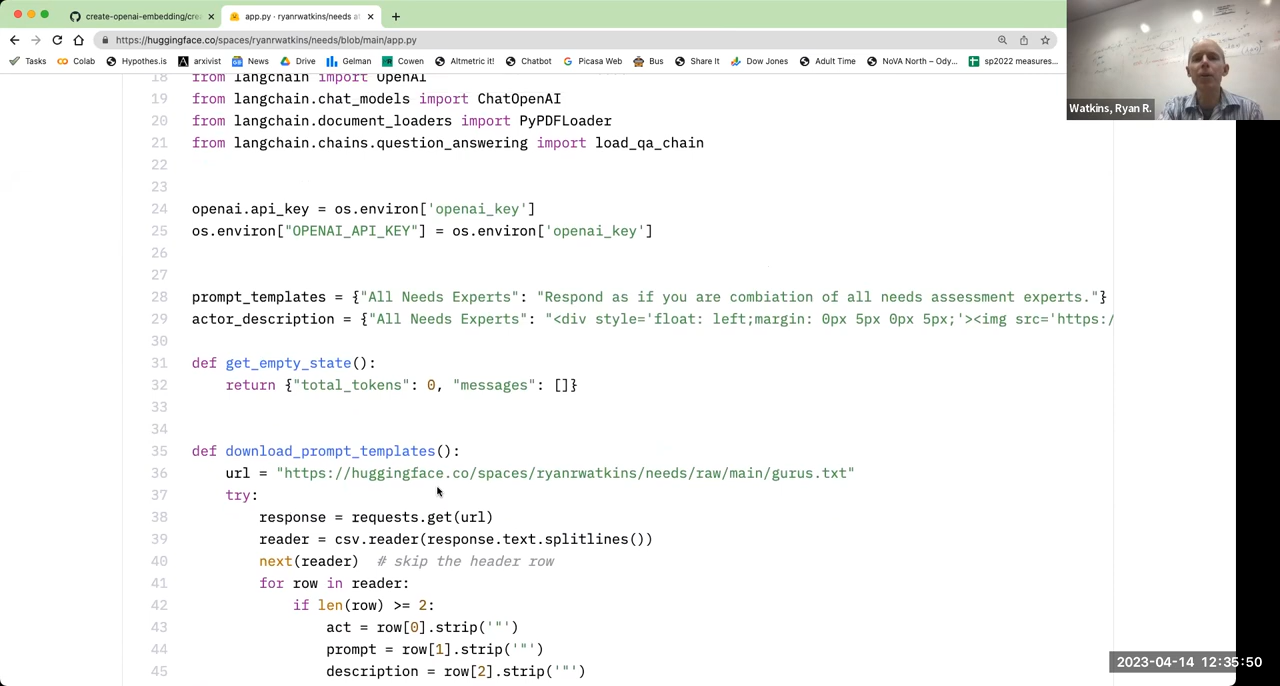 create-openai-embedding/cre
app.py · ryanrwatkins/needs at
https://huggingface.co/spaces/ryanrwatkins/needs/blob/main/app.py
Tasks Colab Hypothes.is arxivist News Drive Gelman Cowen Altmetric it! Chatbot Picasa Web Bus Share It Dow Jones Adult Time NoVA North – Ody... sp2022 measures...
Watkins, Ryan R.
18 from langchain import OpenAI
19 from langchain.chat_models import ChatOpenAI
20 from langchain.document_loaders import PyPDFLoader
21 from langchain.chains.question_answering import load_qa_chain
22
23
24 openai.api_key = os.environ['openai_key']
25 os.environ["OPENAI_API_KEY"] = os.environ['openai_key']
26
27
28 prompt_templates = {"All Needs Experts": "Respond as if you are combiation of all needs assessment experts."}
29 actor_description = {"All Needs Experts": "<div style='float: left;margin: 0px 5px 0px 5px;'><img src='https:/
30
31 def get_empty_state():
32 return {"total_tokens": 0, "messages": []}
33
34
35 def download_prompt_templates():
36 url = "https://huggingface.co/spaces/ryanrwatkins/needs/raw/main/gurus.txt"
37 try:
38 response = requests.get(url)
39 reader = csv.reader(response.text.splitlines())
40 next(reader) # skip the header row
41 for row in reader:
42 if len(row) >= 2:
43 act = row[0].strip('"')
44 prompt = row[1].strip('"')
45 description = row[2].strip('"')
2023-04-14 12:35:50